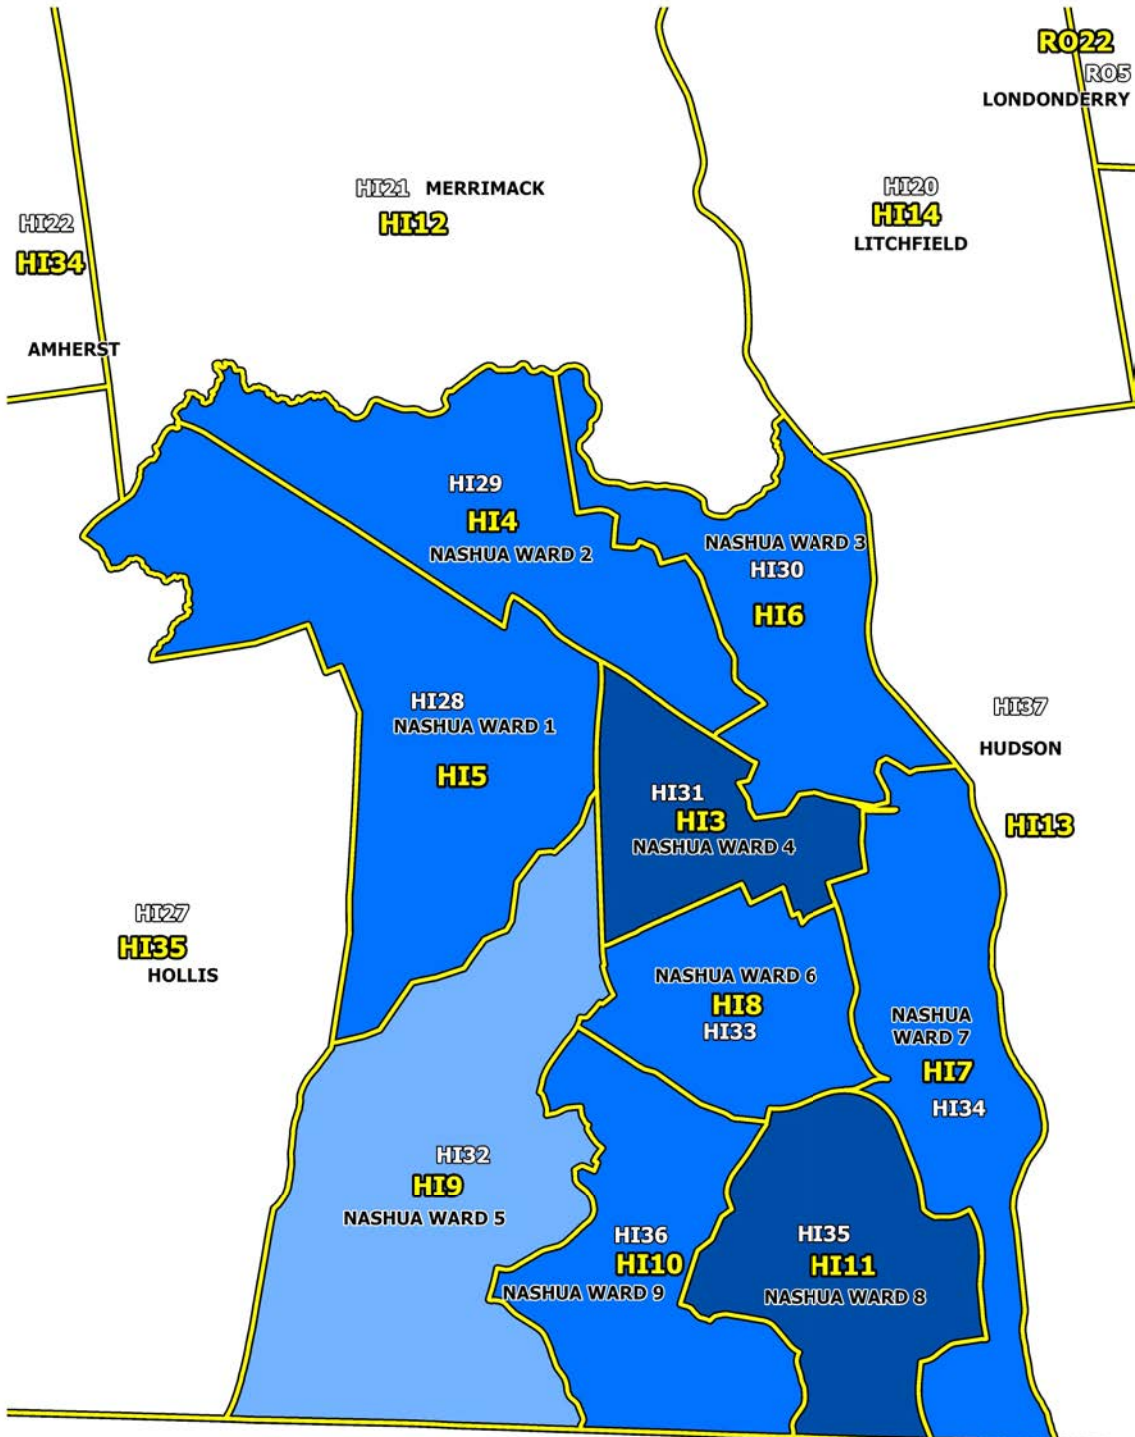 RO22
RO5
LONDONDERRY
HI21 MERRIMACK
HI12
HI20
HI14
LITCHFIELD
HI22
HI34
AMHERST
HI29
HI4
NASHUA WARD 2
NASHUA WARD 3
HI30
HI6
HI28
NASHUA WARD 1
HI5
HI37
HUDSON
HI13
HI31
HI3
NASHUA WARD 4
HI27
HI35
HOLLIS
NASHUA WARD 6
HI8
HI33
NASHUA
WARD 7
HI7
HI34
HI32
HI9
NASHUA WARD 5
HI36
HI10
NASHUA WARD 9
HI35
HI11
NASHUA WARD 8